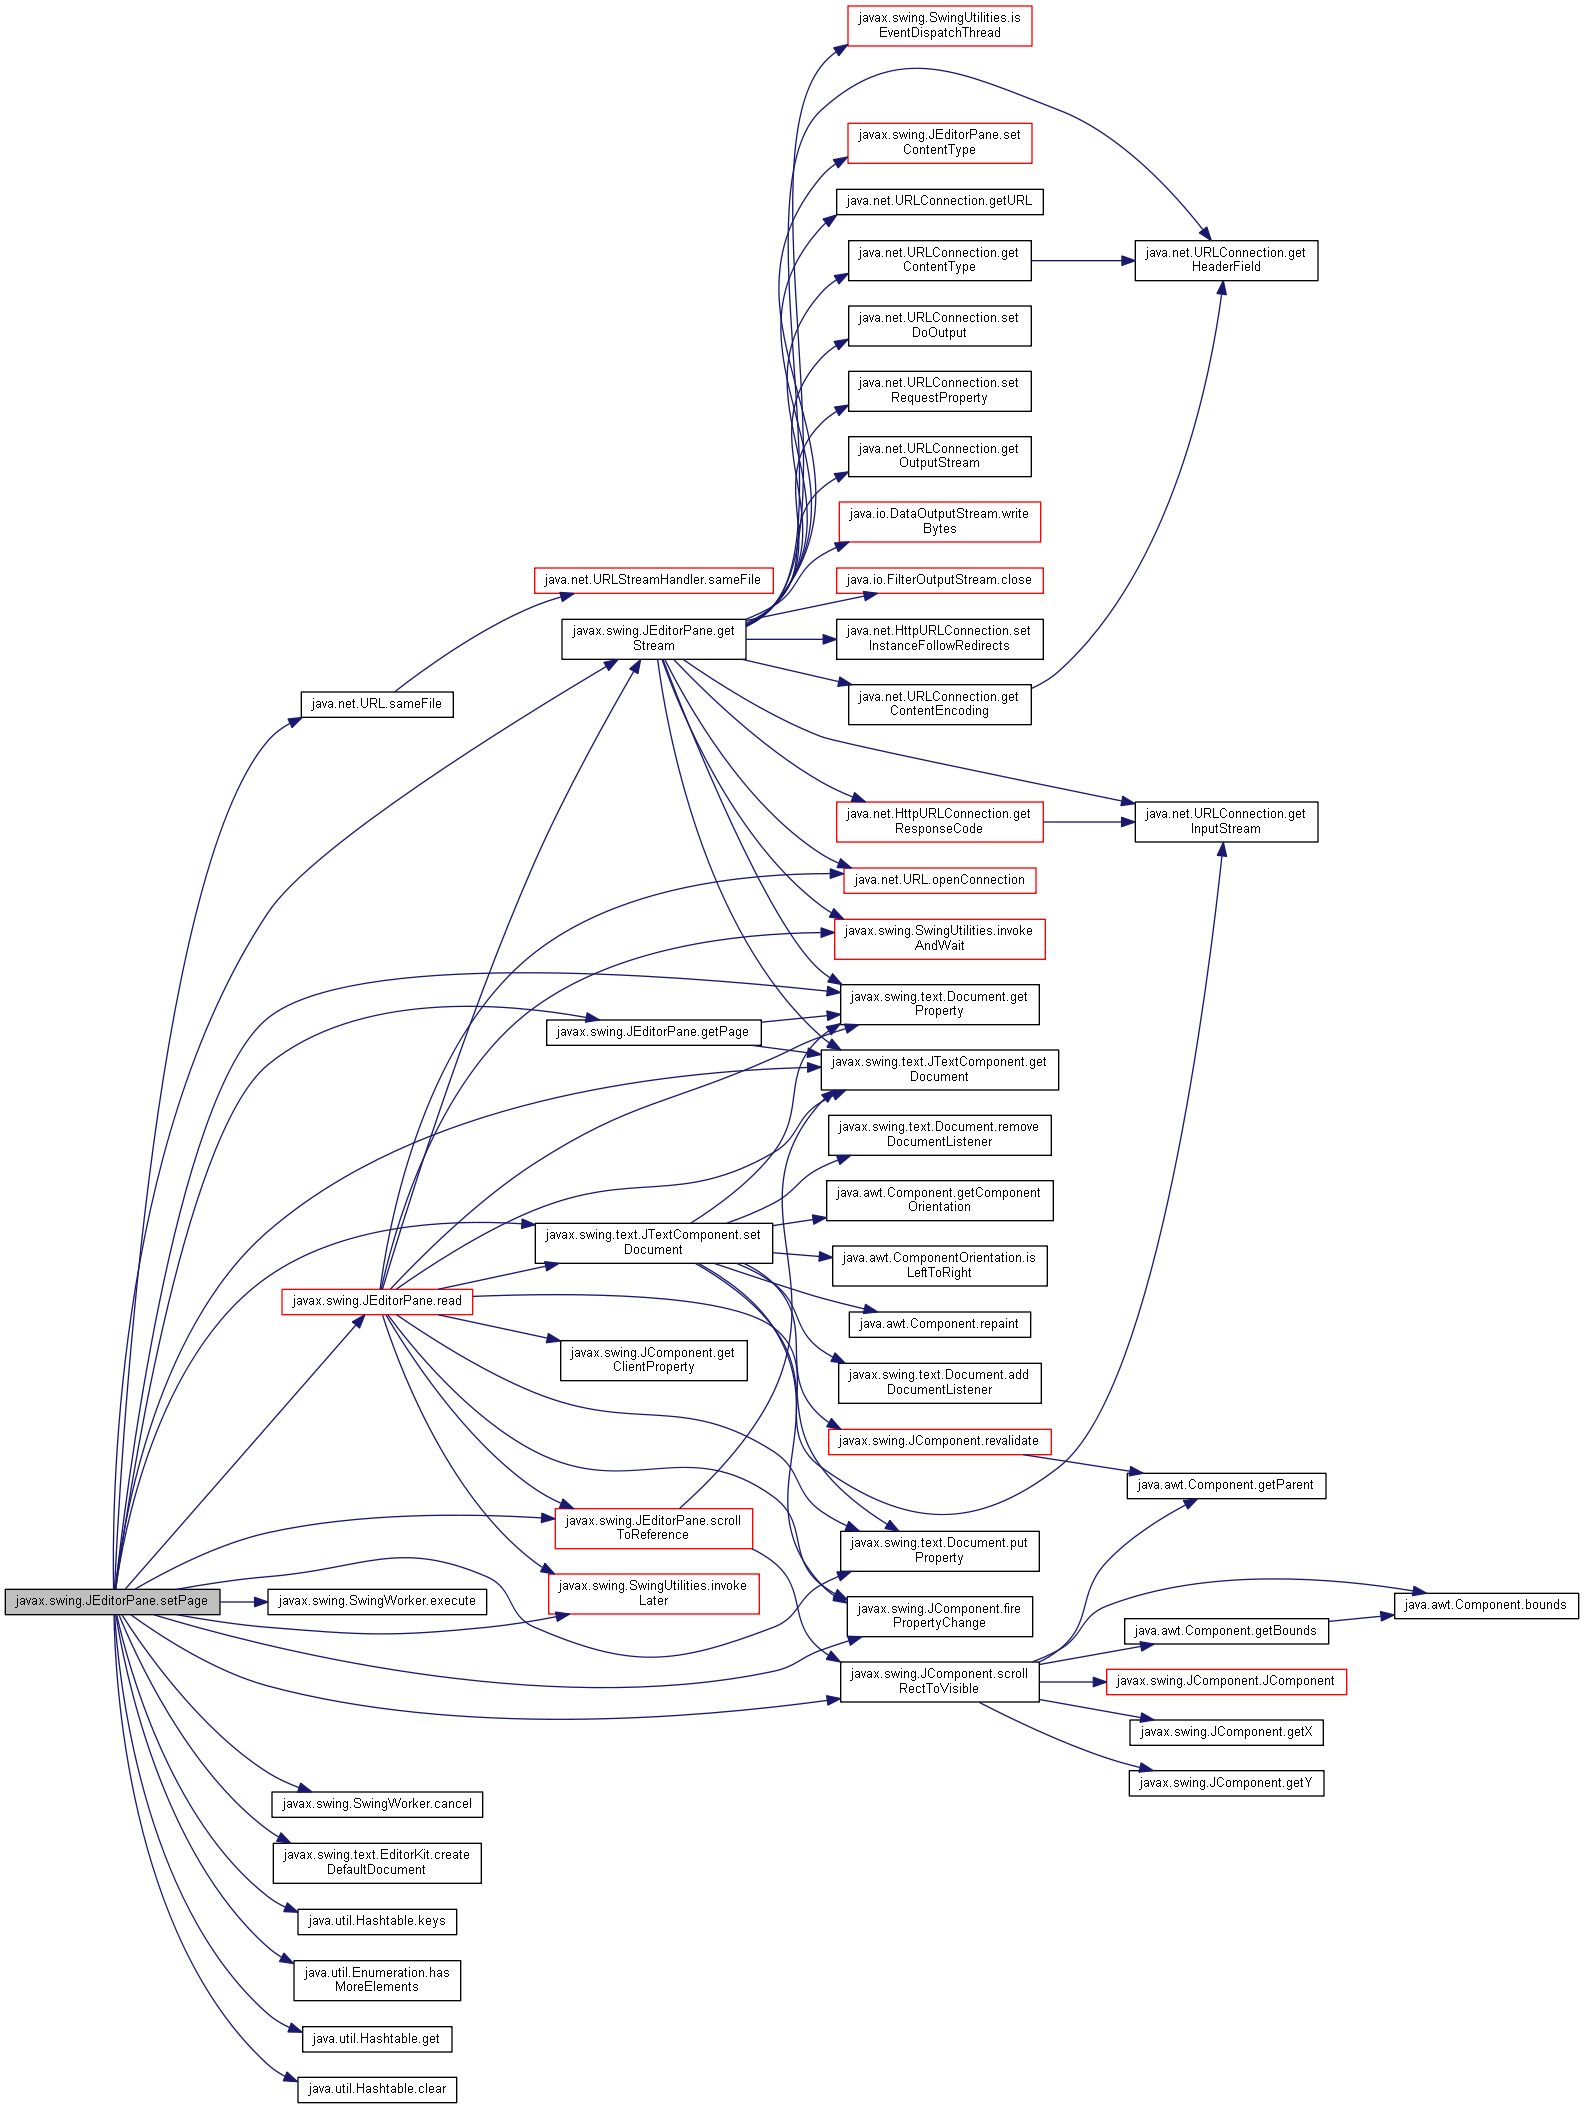 javax.swing.SwingUtilities.is
EventDispatchThread
javax.swing.JEditorPane.set
ContentType
java.net.URLConnection.getURL
java.net.URLConnection.get
ContentType
java.net.URLConnection.get
HeaderField
java.net.URLConnection.set
DoOutput
java.net.URLConnection.set
RequestProperty
java.net.URLConnection.get
OutputStream
java.io.DataOutputStream.write
Bytes
java.net.URLStreamHandler.sameFile
java.io.FilterOutputStream.close
javax.swing.JEditorPane.get
Stream
java.net.HttpURLConnection.set
InstanceFollowRedirects
java.net.URL.sameFile
java.net.URLConnection.get
ContentEncoding
java.net.HttpURLConnection.get
ResponseCode
java.net.URLConnection.get
InputStream
java.net.URL.openConnection
javax.swing.SwingUtilities.invoke
AndWait
javax.swing.text.Document.get
Property
javax.swing.JEditorPane.getPage
javax.swing.text.JTextComponent.get
Document
javax.swing.text.Document.remove
DocumentListener
java.awt.Component.getComponent
Orientation
javax.swing.text.JTextComponent.set
Document
java.awt.ComponentOrientation.is
LeftToRight
javax.swing.JEditorPane.read
java.awt.Component.repaint
javax.swing.JComponent.get
ClientProperty
javax.swing.text.Document.add
DocumentListener
javax.swing.JComponent.revalidate
java.awt.Component.getParent
javax.swing.JEditorPane.scroll
ToReference
javax.swing.text.Document.put
Property
javax.swing.SwingUtilities.invoke
Later
javax.swing.JEditorPane.setPage
javax.swing.SwingWorker.execute
javax.swing.JComponent.fire
PropertyChange
java.awt.Component.bounds
java.awt.Component.getBounds
javax.swing.JComponent.scroll
RectToVisible
javax.swing.JComponent.JComponent
javax.swing.JComponent.getX
javax.swing.JComponent.getY
javax.swing.SwingWorker.cancel
javax.swing.text.EditorKit.create
DefaultDocument
java.util.Hashtable.keys
java.util.Enumeration.has
MoreElements
java.util.Hashtable.get
java.util.Hashtable.clear